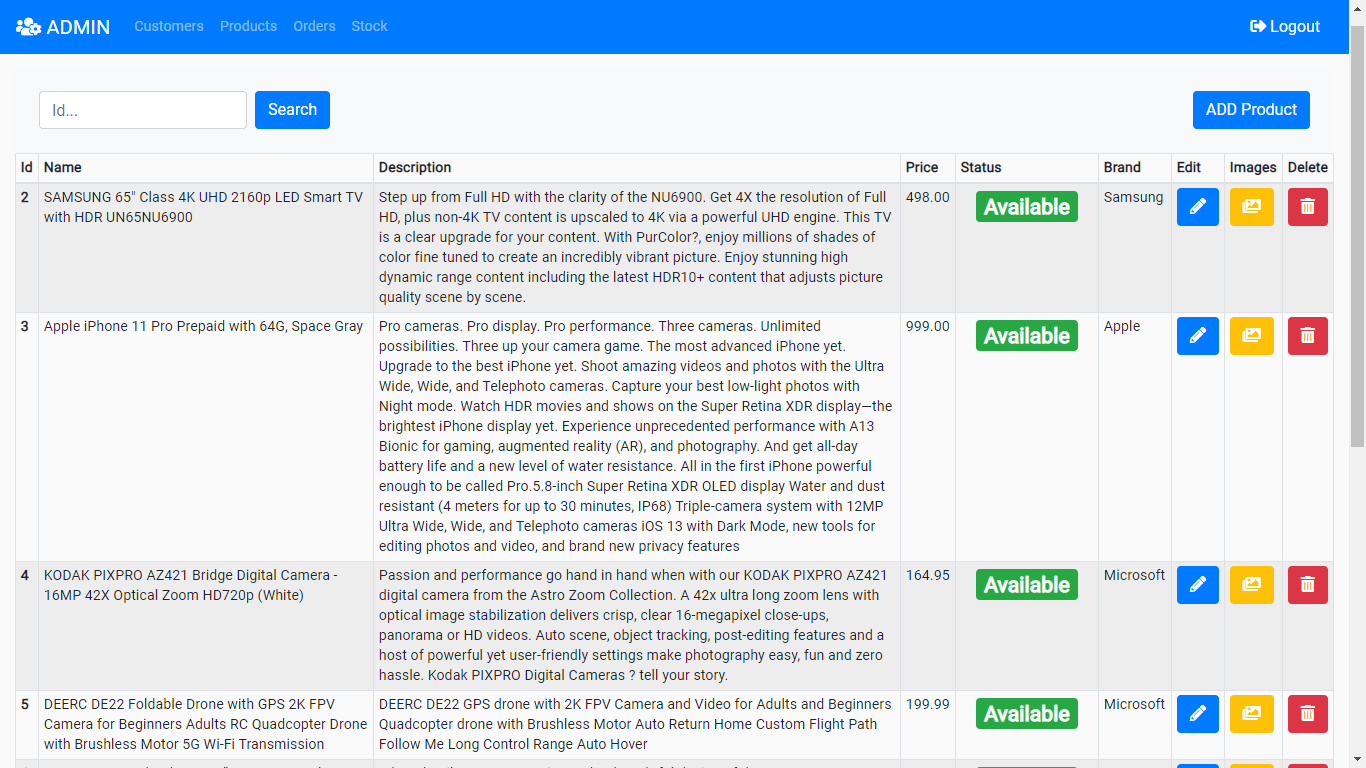 ADMIN Customers Products Orders Stock Logout
Id... Search ADD Product
Id Name Description Price Status Brand Edit Images Delete
2 SAMSUNG 65" Class 4K UHD 2160p LED Smart TV Step up from Full HD with the clarity of the NU6900. Get 4X the resolution of Full 498.00 Available Samsung
with HDR UN65NU6900 HD, plus non-4K TV content is upscaled to 4K via a powerful UHD engine. This TV
is a clear upgrade for your content. With PurColor?, enjoy millions of shades of
color fine tuned to create an incredibly vibrant picture. Enjoy stunning high
dynamic range content including the latest HDR10+ content that adjusts picture
quality scene by scene.
3 Apple iPhone 11 Pro Prepaid with 64G, Space Gray Pro cameras. Pro display. Pro performance. Three cameras. Unlimited 999.00 Available Apple
possibilities. Three up your camera game. The most advanced iPhone yet.
Upgrade to the best iPhone yet. Shoot amazing videos and photos with the Ultra
Wide, Wide, and Telephoto cameras. Capture your best low-light photos with
Night mode. Watch HDR movies and shows on the Super Retina XDR display—the
brightest iPhone display yet. Experience unprecedented performance with A13
Bionic for gaming, augmented reality (AR), and photography. And get all-day
battery life and a new level of water resistance. All in the first iPhone powerful
enough to be called Pro.5.8-inch Super Retina XDR OLED display Water and dust
resistant (4 meters for up to 30 minutes, IP68) Triple-camera system with 12MP
Ultra Wide, Wide, and Telephoto cameras iOS 13 with Dark Mode, new tools for
editing photos and video, and brand new privacy features
4 KODAK PIXPRO AZ421 Bridge Digital Camera - Passion and performance go hand in hand when with our KODAK PIXPRO AZ421 164.95 Available Microsoft
16MP 42X Optical Zoom HD720p (White) digital camera from the Astro Zoom Collection. A 42x ultra long zoom lens with
optical image stabilization delivers crisp, clear 16-megapixel close-ups,
panorama or HD videos. Auto scene, object tracking, post-editing features and a
host of powerful yet user-friendly settings make photography easy, fun and zero
hassle. Kodak PIXPRO Digital Cameras ? tell your story.
5 DEERC DE22 Foldable Drone with GPS 2K FPV DEERC DE22 GPS drone with 2K FPV Camera and Video for Adults and Beginners 199.99 Available Microsoft
Camera for Beginners Adults RC Quadcopter Drone Quadcopter drone with Brushless Motor Auto Return Home Custom Flight Path
with Brushless Motor 5G Wi-Fi Transmission Follow Me Long Control Range Auto Hover